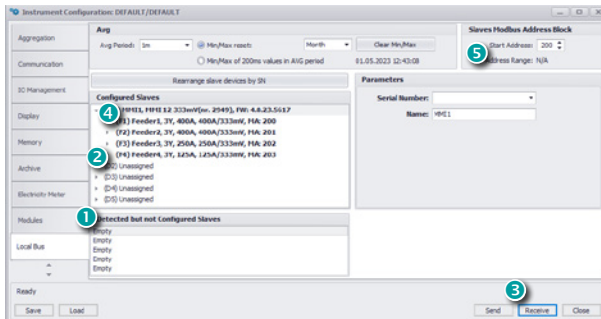 Instrument Configuration: DEFAULT/DEFAULT
Aggregation
Communication
IO Management
Display
Memory
Archive
Electricity Meter
Modules
Local Bus
Avg
Avg Period: 1m
Min/Max reset: Month
Clear Min/Max
Min/Max of 200ms values in AVG period
01.05.2023 12:43:08
Slaves Modbus Address Block
5
Start Address: 200
Address Range: N/A
Rearrange slave devices by SN
Configured Slaves
4
MMI1, MMI12 333mV(nr. 2949), FW: 4.8.23.5617
(F1) Feeder1, 3Y, 400A, 400A/333mV, MA: 200
(F2) Feeder2, 3Y, 400A, 400A/333mV, MA: 201
(F3) Feeder3, 3Y, 250A, 250A/333mV, MA: 202
2
(F4) Feeder4, 3Y, 125A, 125A/333mV, MA: 203
(D2) Unassigned
(D3) Unassigned
(D4) Unassigned
(D5) Unassigned
Parameters
Serial Number:
Name: MMI1
1
Detected but not Configured Slaves
Empty
Empty
Empty
Empty
Empty
3
Ready
Save
Load
Send
Receive
Close